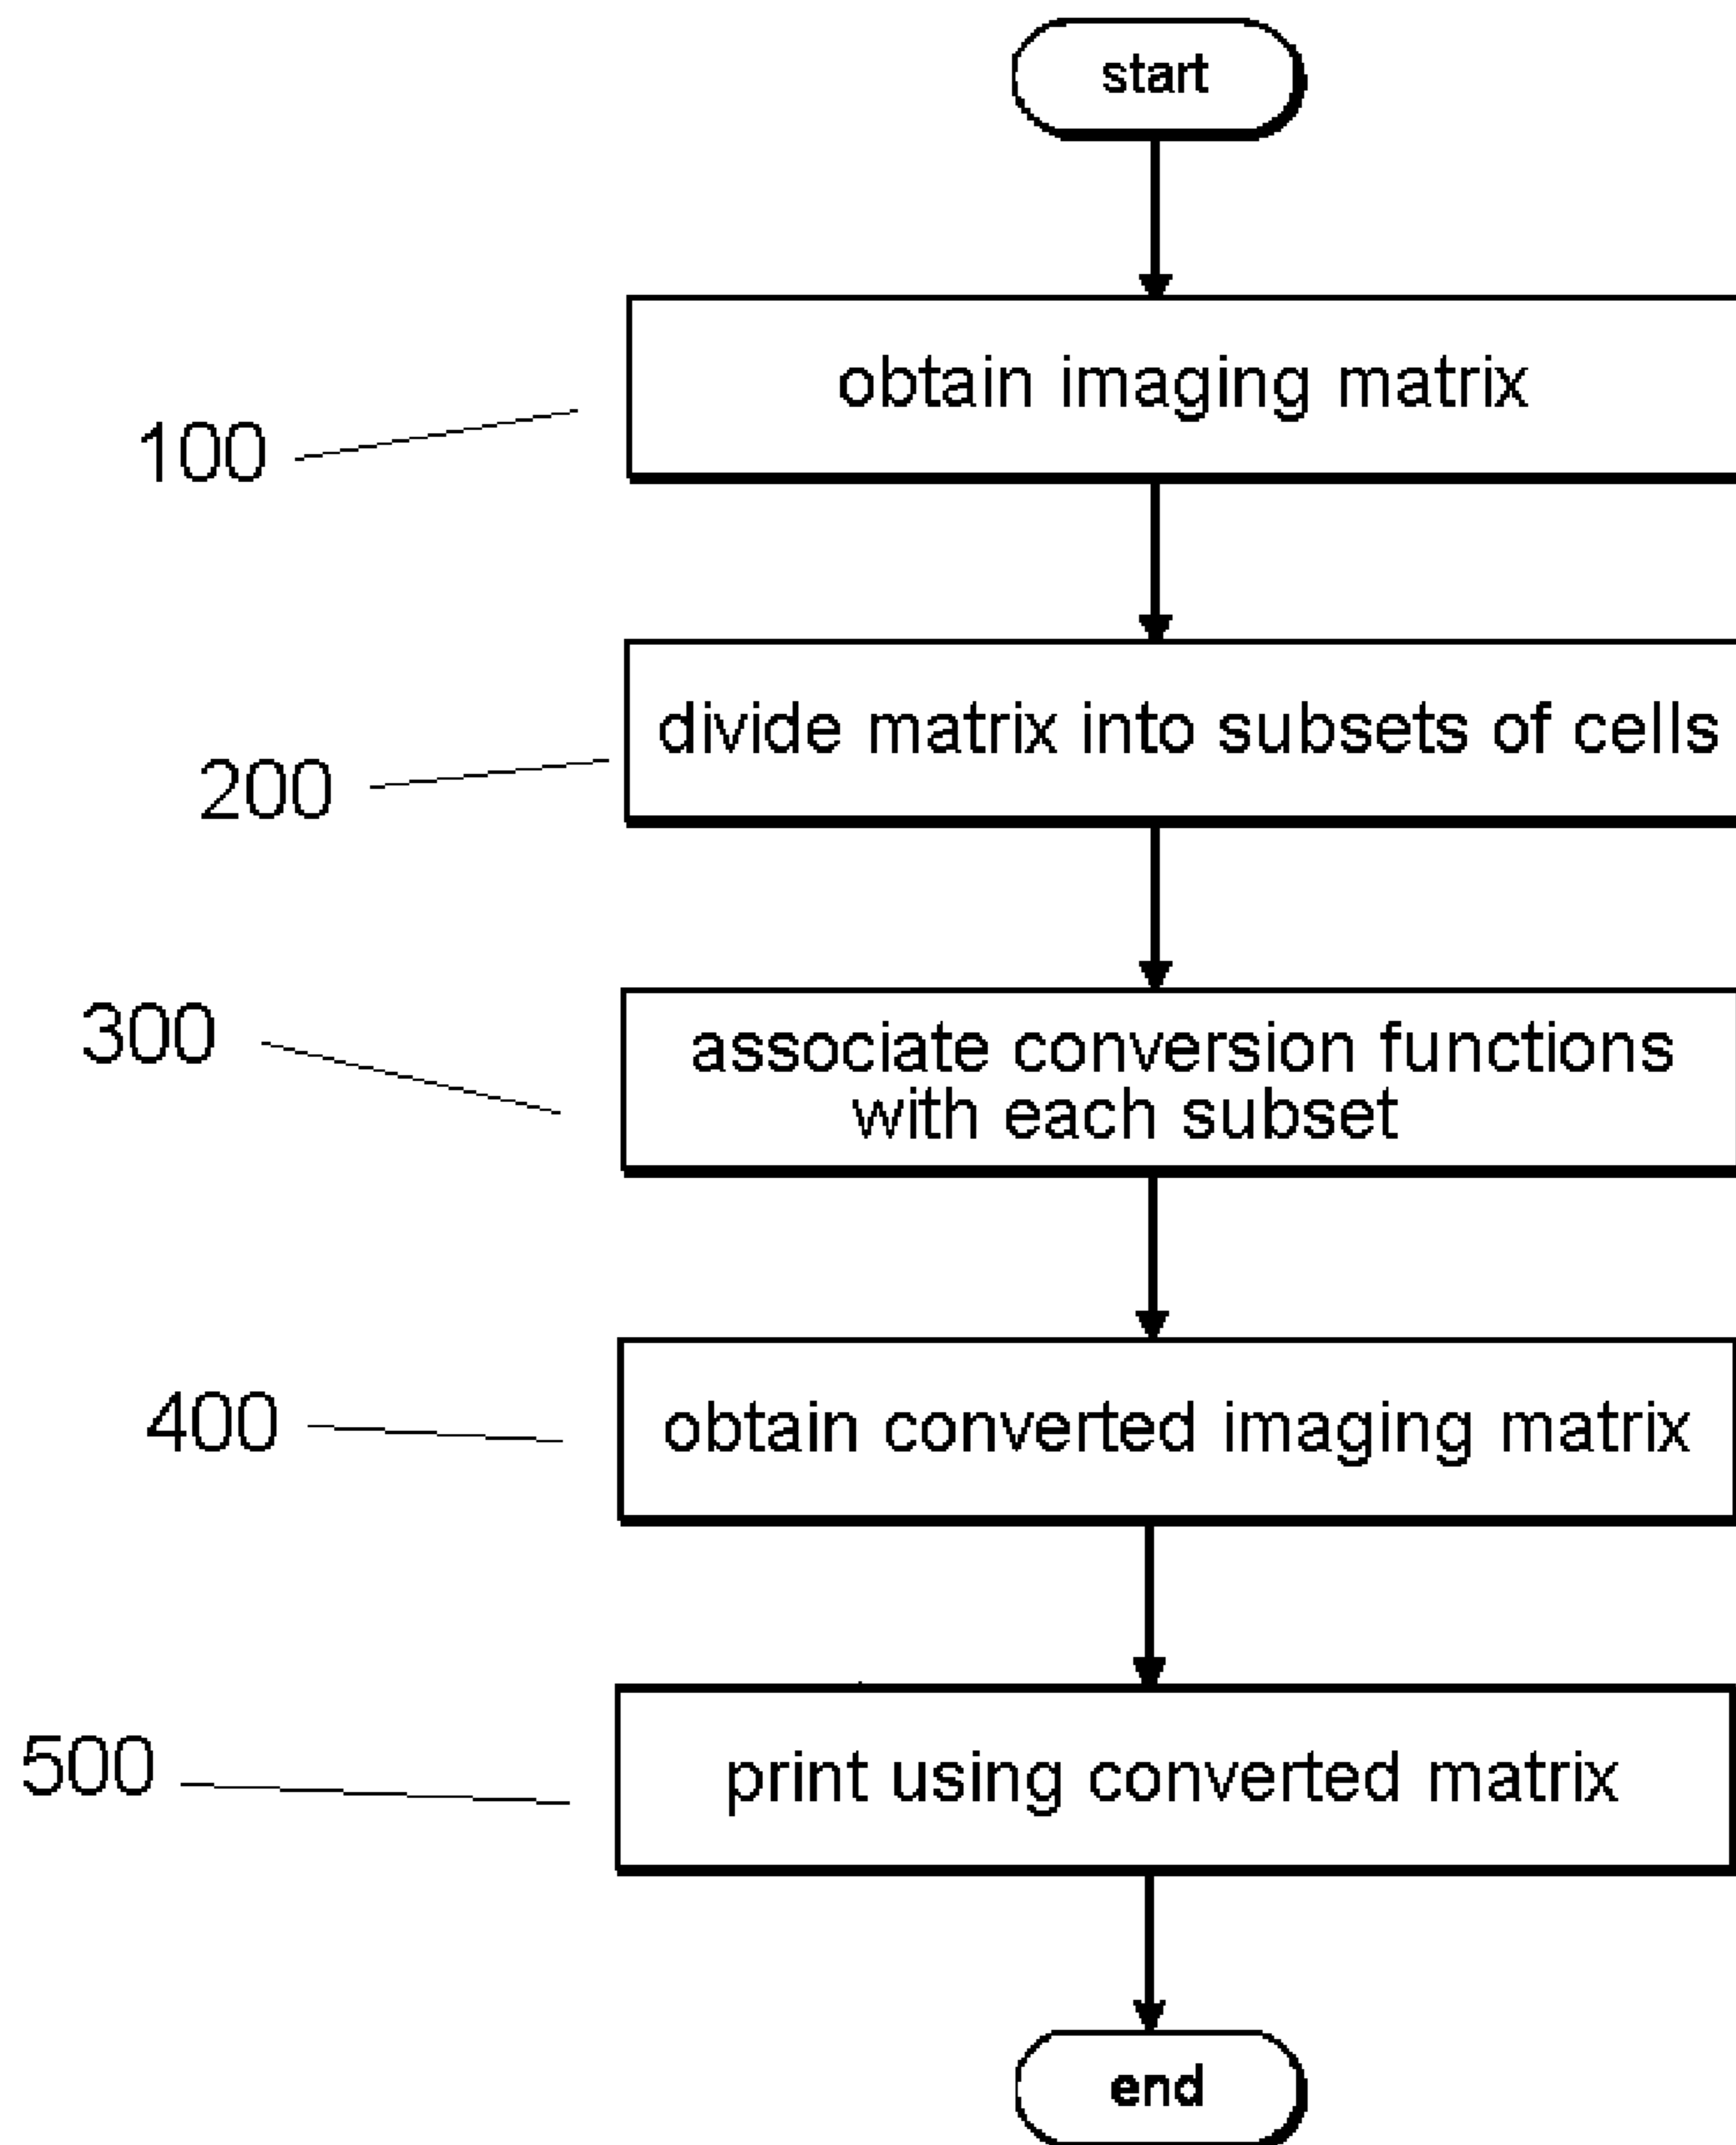 start
obtain imaging matrix
100
divide matrix into subsets of cells
200
300
associate conversion functions
with each subset
400
obtain converted imaging matrix
500
print using converted matrix
end